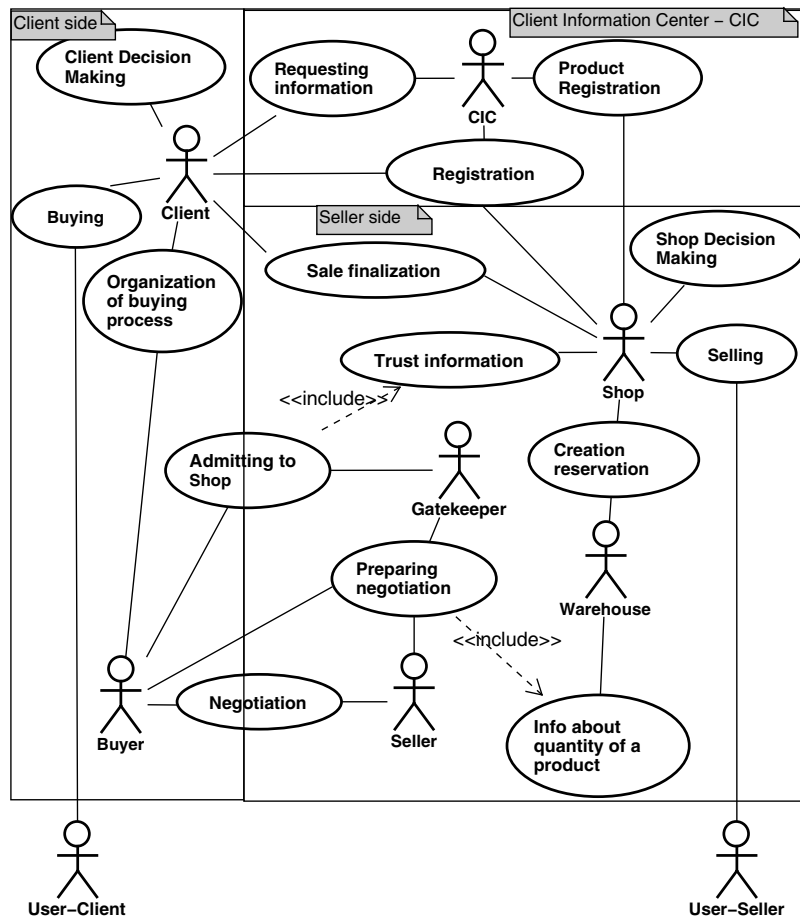 Client side
Client Information Center – CIC
Client Decision
Making
Requesting
information
CIC
Product
Registration
Registration
Client
Buying
Seller side
Shop Decision
Making
Organization
of buying
process
Sale finalization
Trust information
Shop
Selling
<<include>>
Admitting to
Shop
Creation
reservation
Gatekeeper
Preparing
negotiation
Warehouse
<<include>>
Negotiation
Buyer
Seller
Info about
quantity of a
product
User–Client
User–Seller